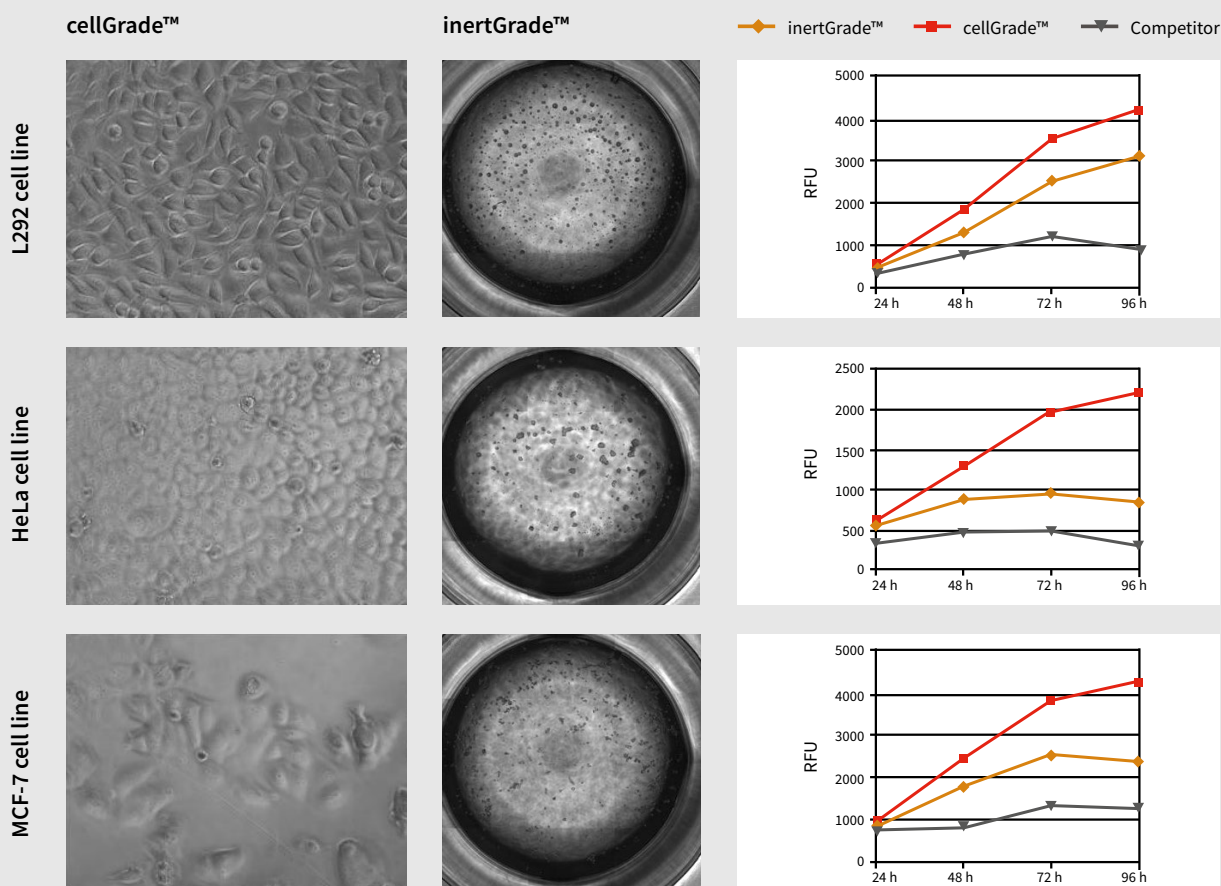 cellGrade™
inertGrade™
inertGrade™
cellGrade™
Competitor
L292 cell line
RFU
5000
4000
3000
2000
1000
0
24 h
48 h
72 h
96 h
HeLa cell line
RFU
2500
2000
1500
1000
500
0
24 h
48 h
72 h
96 h
MCF-7 cell line
RFU
5000
4000
3000
2000
1000
0
24 h
48 h
72 h
96 h